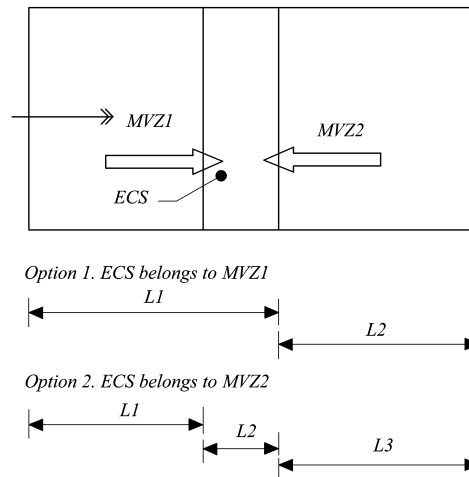 MVZ1
MVZ2
ECS
Option 1. ECS belongs to MVZ1
L1
L2
Option 2. ECS belongs to MVZ2
L1
L2
L3